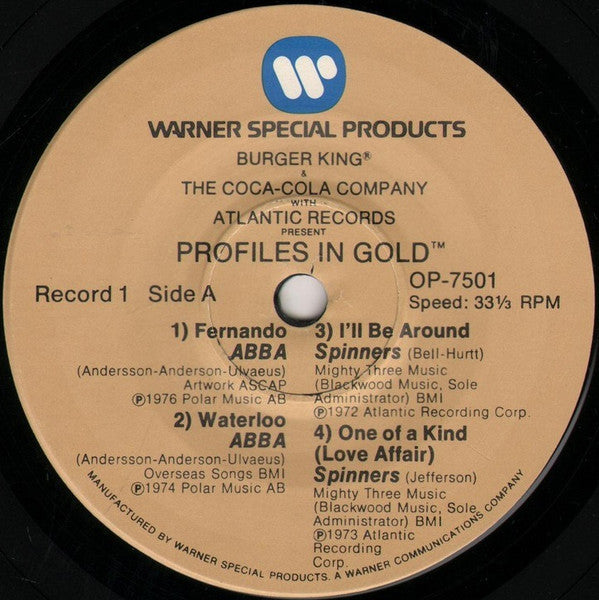 WARNER SPECIAL PRODUCTS
BURGER KING®
&
THE COCA-COLA COMPANY
WITH
ATLANTIC RECORDS
PRESENT
PROFILES IN GOLD™
Record 1 Side A
OP-7501
Speed: 33⅓ RPM
1) Fernando
ABBA
(Andersson-Anderson-Ulvaeus)
Artwork ASCAP
℗1976 Polar Music AB
2) Waterloo
ABBA
(Andersson-Anderson-Ulvaeus)
Overseas Songs BMI
℗1974 Polar Music AB
3) I'll Be Around
Spinners (Bell-Hurtt)
Mighty Three Music
(Blackwood Music, Sole
Administrator) BMI
℗1972 Atlantic Recording Corp.
4) One of a Kind
(Love Affair)
Spinners (Jefferson)
Mighty Three Music
(Blackwood Music, Sole
Administrator) BMI
℗1973 Atlantic
Recording
Corp.
MANUFACTURED BY WARNER SPECIAL PRODUCTS. A WARNER COMMUNICATIONS COMPANY